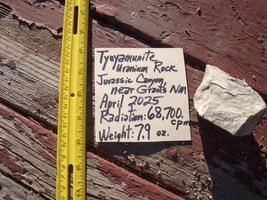 Tyuyamunite
Uranium Rock
Jurassic Canyon,
near Grants NM
April 2025
Radiation: 68,700
cpm
Weight: 7.9 oz.